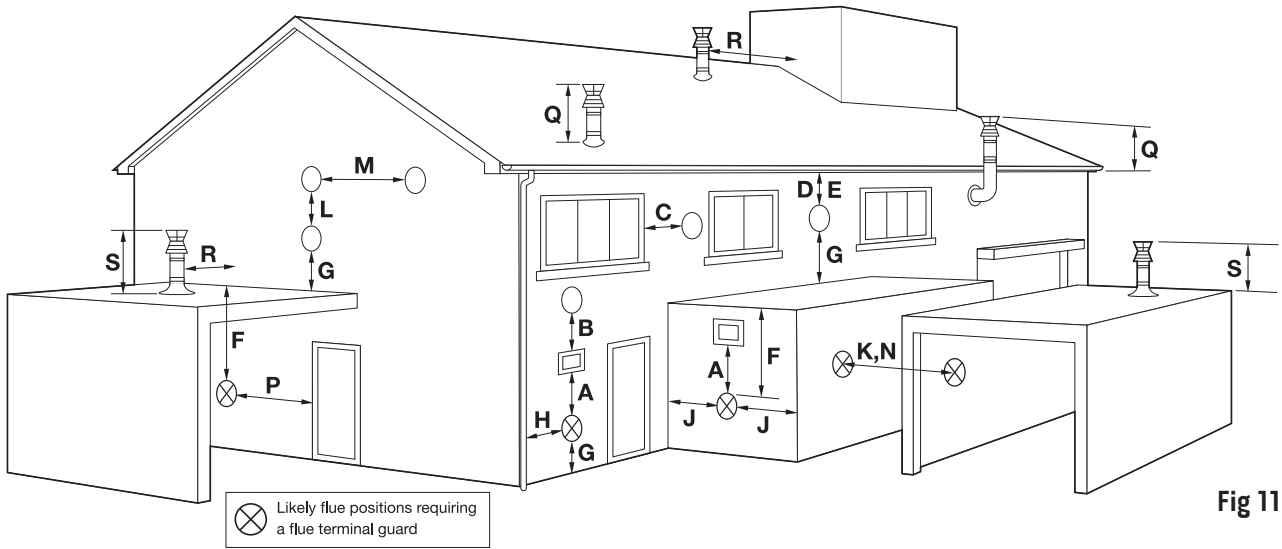 R
Q
Q
M
D E
L
C
S
R
G
G
S
B
F
F
K,N
A
A
P
H
J
J
G
Likely flue positions requiring
a flue terminal guard
Fig 11